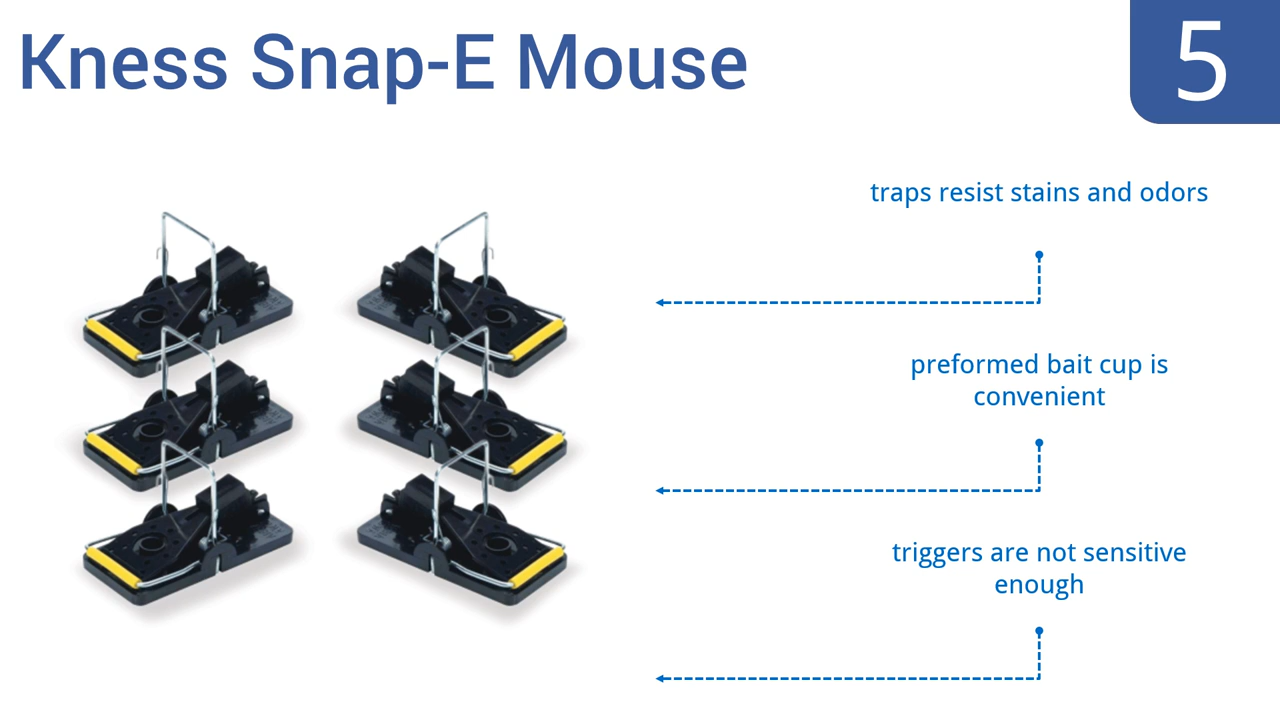 Kness Snap-E Mouse
5
traps resist stains and odors
preformed bait cup is
convenient
triggers are not sensitive
enough